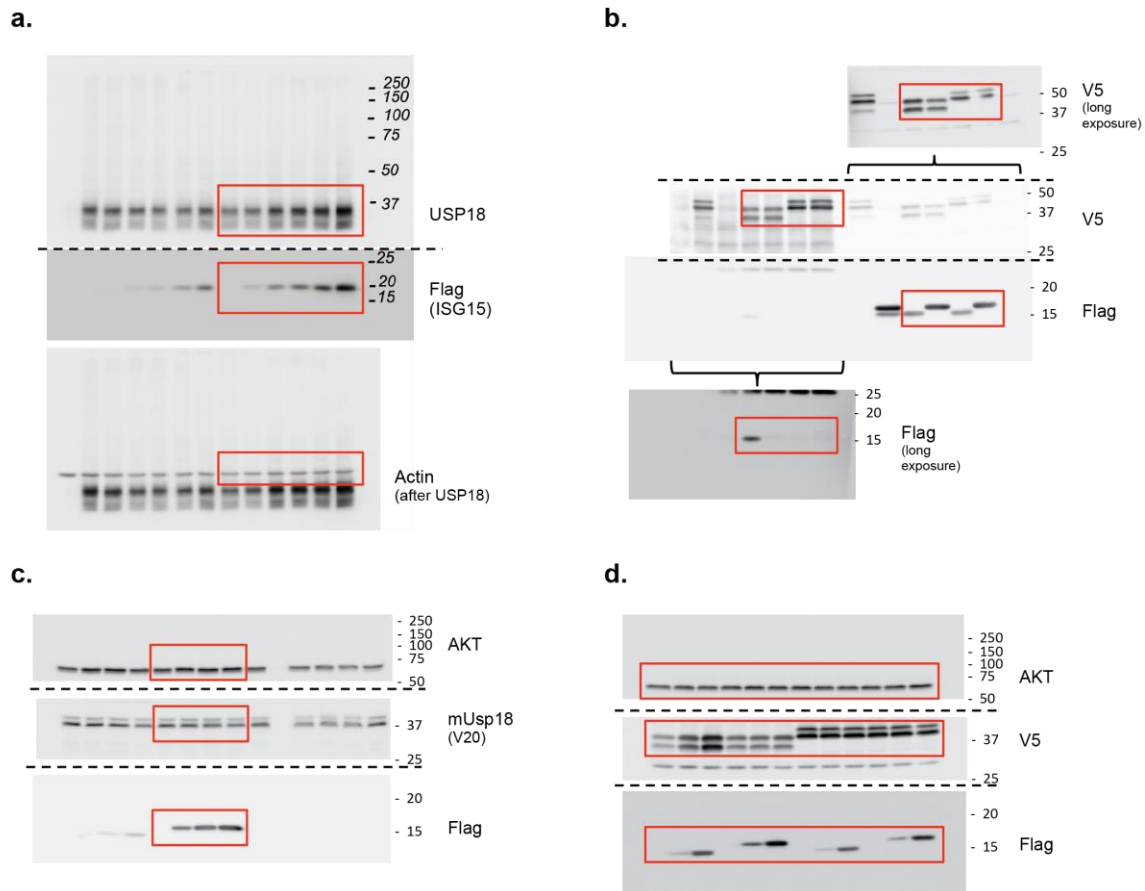 a.
- 250
- 150
- 100
- 75
- 50
- 37
USP18
- 25
- 20
- 15
Flag
(ISG15)
Actin
(after USP18)
b.
- 50
- 37
- 25
V5
(long
exposure)
- 50
- 37
- 25
V5
- 20
- 15
Flag
- 25
- 20
- 15
Flag
(long
exposure)
c.
- 250
- 150
- 100
- 75
- 50
AKT
- 37
- 25
mUsp18
(V20)
- 20
- 15
Flag
d.
- 250
- 150
- 100
- 75
- 50
AKT
- 37
- 25
V5
- 20
- 15
Flag